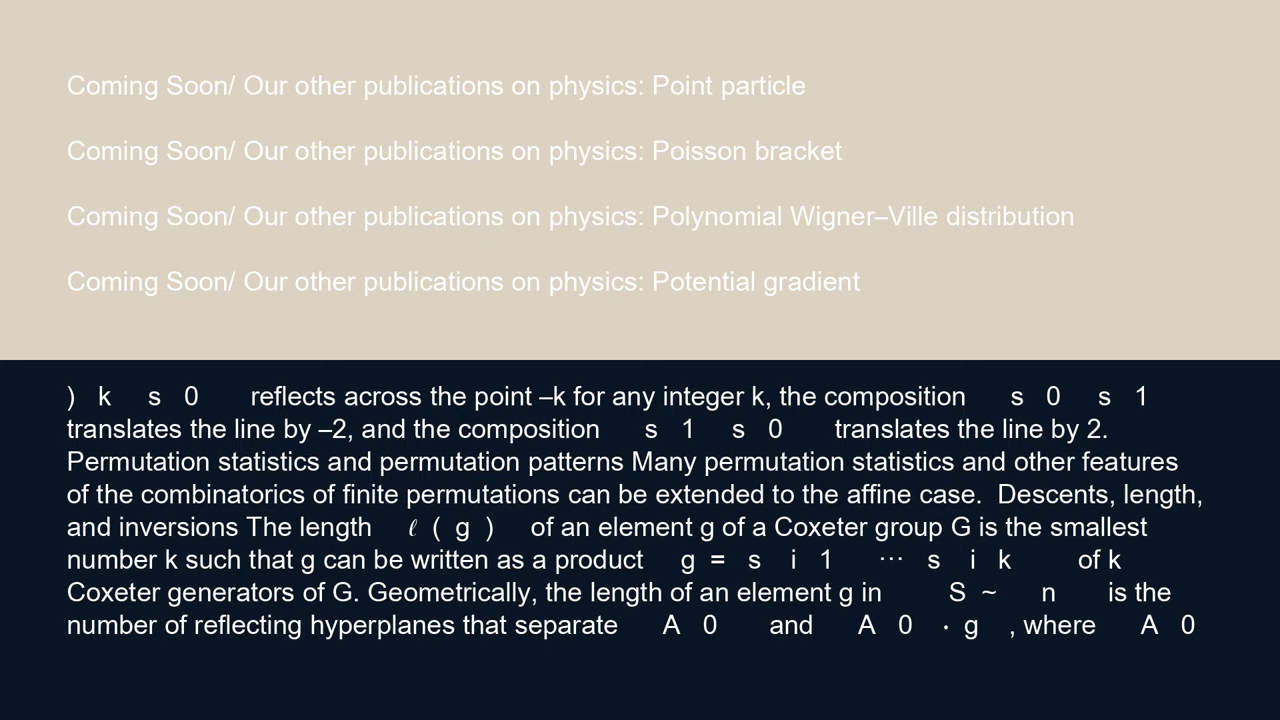 Coming Soon/ Our other publications on physics: Point particle
Coming Soon/ Our other publications on physics: Poisson bracket
Coming Soon/ Our other publications on physics: Polynomial Wigner–Ville distribution
Coming Soon/ Our other publications on physics: Potential gradient
) k s 0 reflects across the point –k for any integer k, the composition s 0 s 1
translates the line by –2, and the composition s 1 s 0 translates the line by 2.
Permutation statistics and permutation patterns Many permutation statistics and other features
of the combinatorics of finite permutations can be extended to the affine case. Descents, length,
and inversions The length ℓ ( g ) of an element g of a Coxeter group G is the smallest
number k such that g can be written as a product g = s i 1 ⋯ s i k of k
Coxeter generators of G. Geometrically, the length of an element g in S ~ n is the
number of reflecting hyperplanes that separate A 0 and A 0 ⋅ g , where A 0